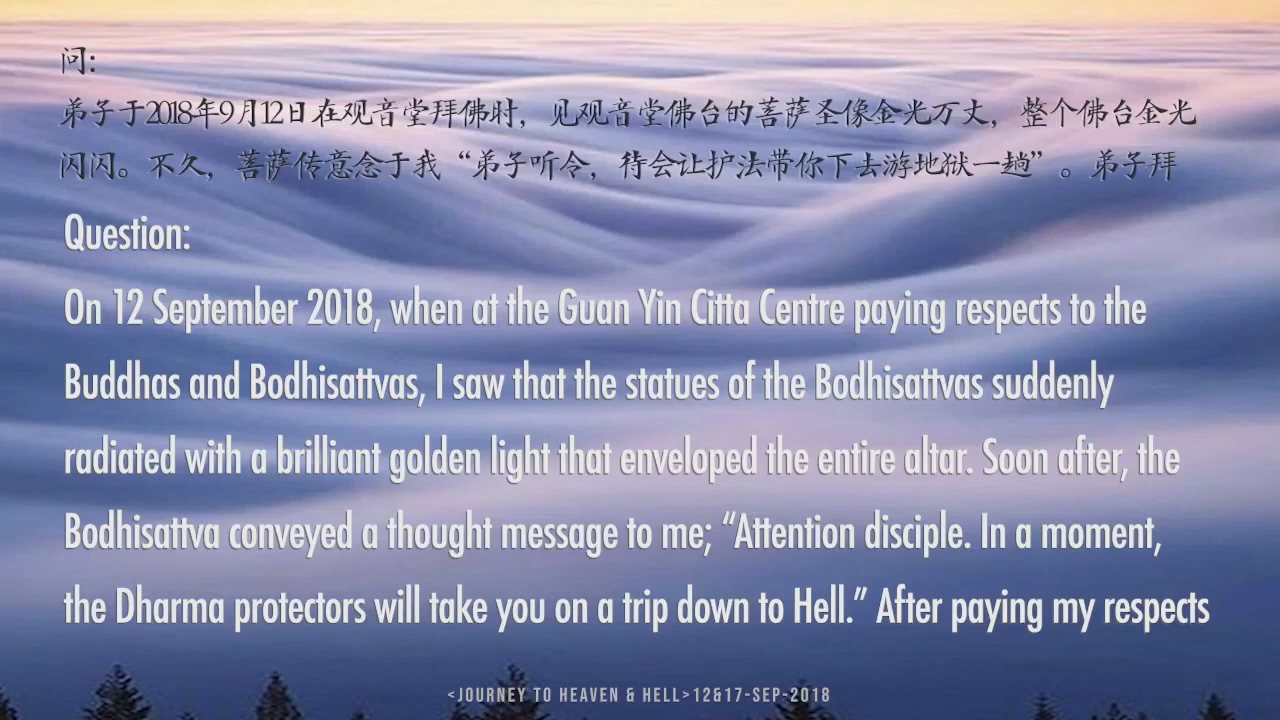 问:
弟子于2018年9月12日在观音堂拜佛时，见观音堂佛台的菩萨圣像金光万丈，整个佛台金光
闪闪。不久，菩萨传意念于我“弟子听令，待会让护法带你下去游地狱一趟”。弟子拜
Question:
On 12 September 2018, when at the Guan Yin Citta Centre paying respects to the
Buddhas and Bodhisattvas, I saw that the statues of the Bodhisattvas suddenly
radiated with a brilliant golden light that enveloped the entire altar. Soon after, the
Bodhisattva conveyed a thought message to me; “Attention disciple. In a moment,
the Dharma protectors will take you on a trip down to Hell.” After paying my respects
<JOURNEY TO HEAVEN & HELL>12&17-SEP-2018